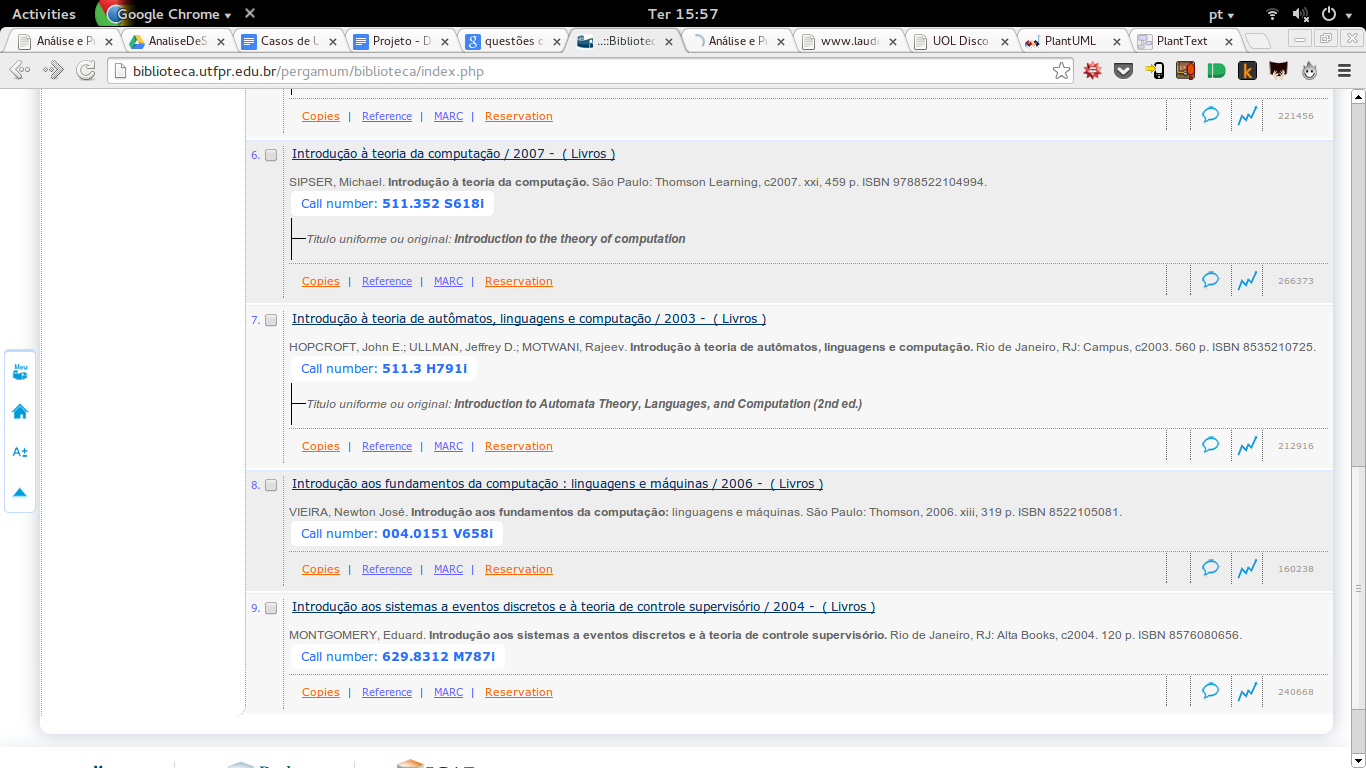 Activities Google Chrome Ter 15:57 pt
Análise e P AnaliseDeS Casos de U Projeto - D questões c ..::Bibliotec Análise e P www.laud UOL Disco PlantUML PlantText
biblioteca.utfpr.edu.br/pergamum/biblioteca/index.php
Copies | Reference | MARC | Reservation 221456
6. Introdução à teoria da computação / 2007 - ( Livros )
SIPSER, Michael. Introdução à teoria da computação. São Paulo: Thomson Learning, c2007. xxi, 459 p. ISBN 9788522104994.
Call number: 511.352 S618i
Título uniforme ou original: Introduction to the theory of computation
Copies | Reference | MARC | Reservation 266373
7. Introdução à teoria de autômatos, linguagens e computação / 2003 - ( Livros )
HOPCROFT, John E.; ULLMAN, Jeffrey D.; MOTWANI, Rajeev. Introdução à teoria de autômatos, linguagens e computação. Rio de Janeiro, RJ: Campus, c2003. 560 p. ISBN 8535210725.
Call number: 511.3 H791i
Título uniforme ou original: Introduction to Automata Theory, Languages, and Computation (2nd ed.)
Copies | Reference | MARC | Reservation 212916
Meu
A±
8. Introdução aos fundamentos da computação : linguagens e máquinas / 2006 - ( Livros )
VIEIRA, Newton José. Introdução aos fundamentos da computação: linguagens e máquinas. São Paulo: Thomson, 2006. xiii, 319 p. ISBN 8522105081.
Call number: 004.0151 V658i
Copies | Reference | MARC | Reservation 160238
9. Introdução aos sistemas a eventos discretos e à teoria de controle supervisório / 2004 - ( Livros )
MONTGOMERY, Eduard. Introdução aos sistemas a eventos discretos e à teoria de controle supervisório. Rio de Janeiro, RJ: Alta Books, c2004. 120 p. ISBN 8576080656.
Call number: 629.8312 M787i
Copies | Reference | MARC | Reservation 240668